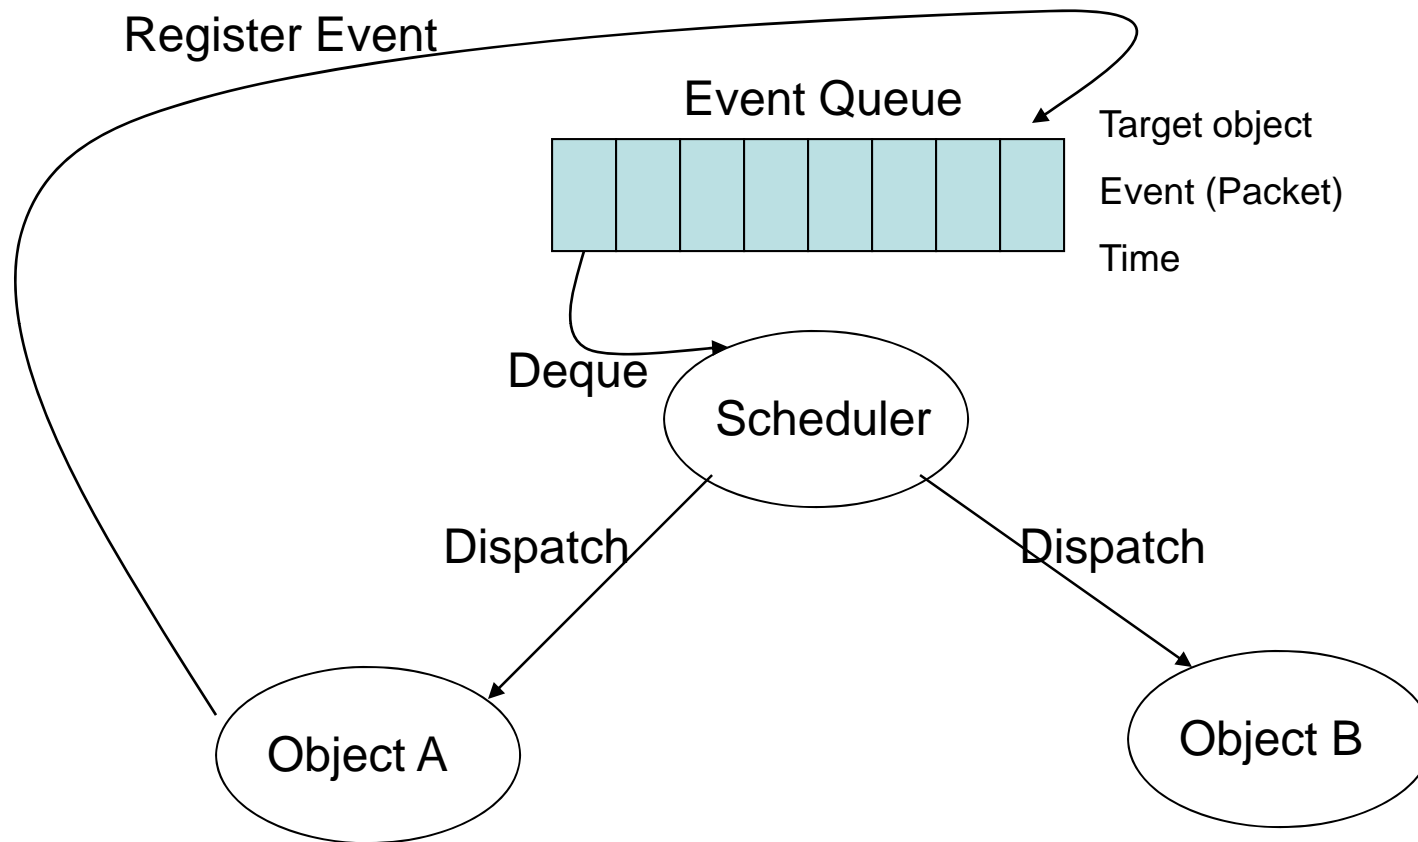 Register Event
Event Queue
Target object
Event (Packet)
Time
Deque
Scheduler
Dispatch
Dispatch
Object A
Object B